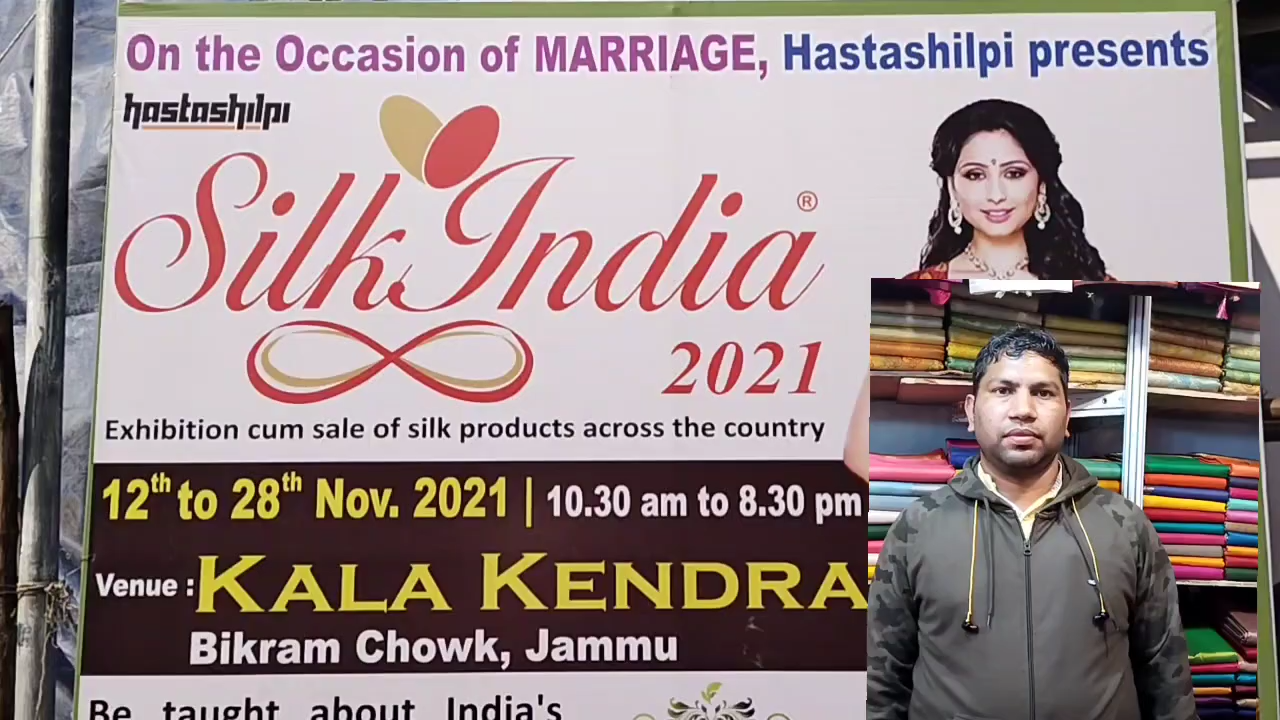 On the Occasion of MARRIAGE, Hastashilpi presents
hastashilpi
Silk India ®
2021
Exhibition cum sale of silk products across the country
12th to 28th Nov. 2021 | 10.30 am to 8.30 pm
Venue : KALA KENDRA
Bikram Chowk, Jammu
Be taught about India's